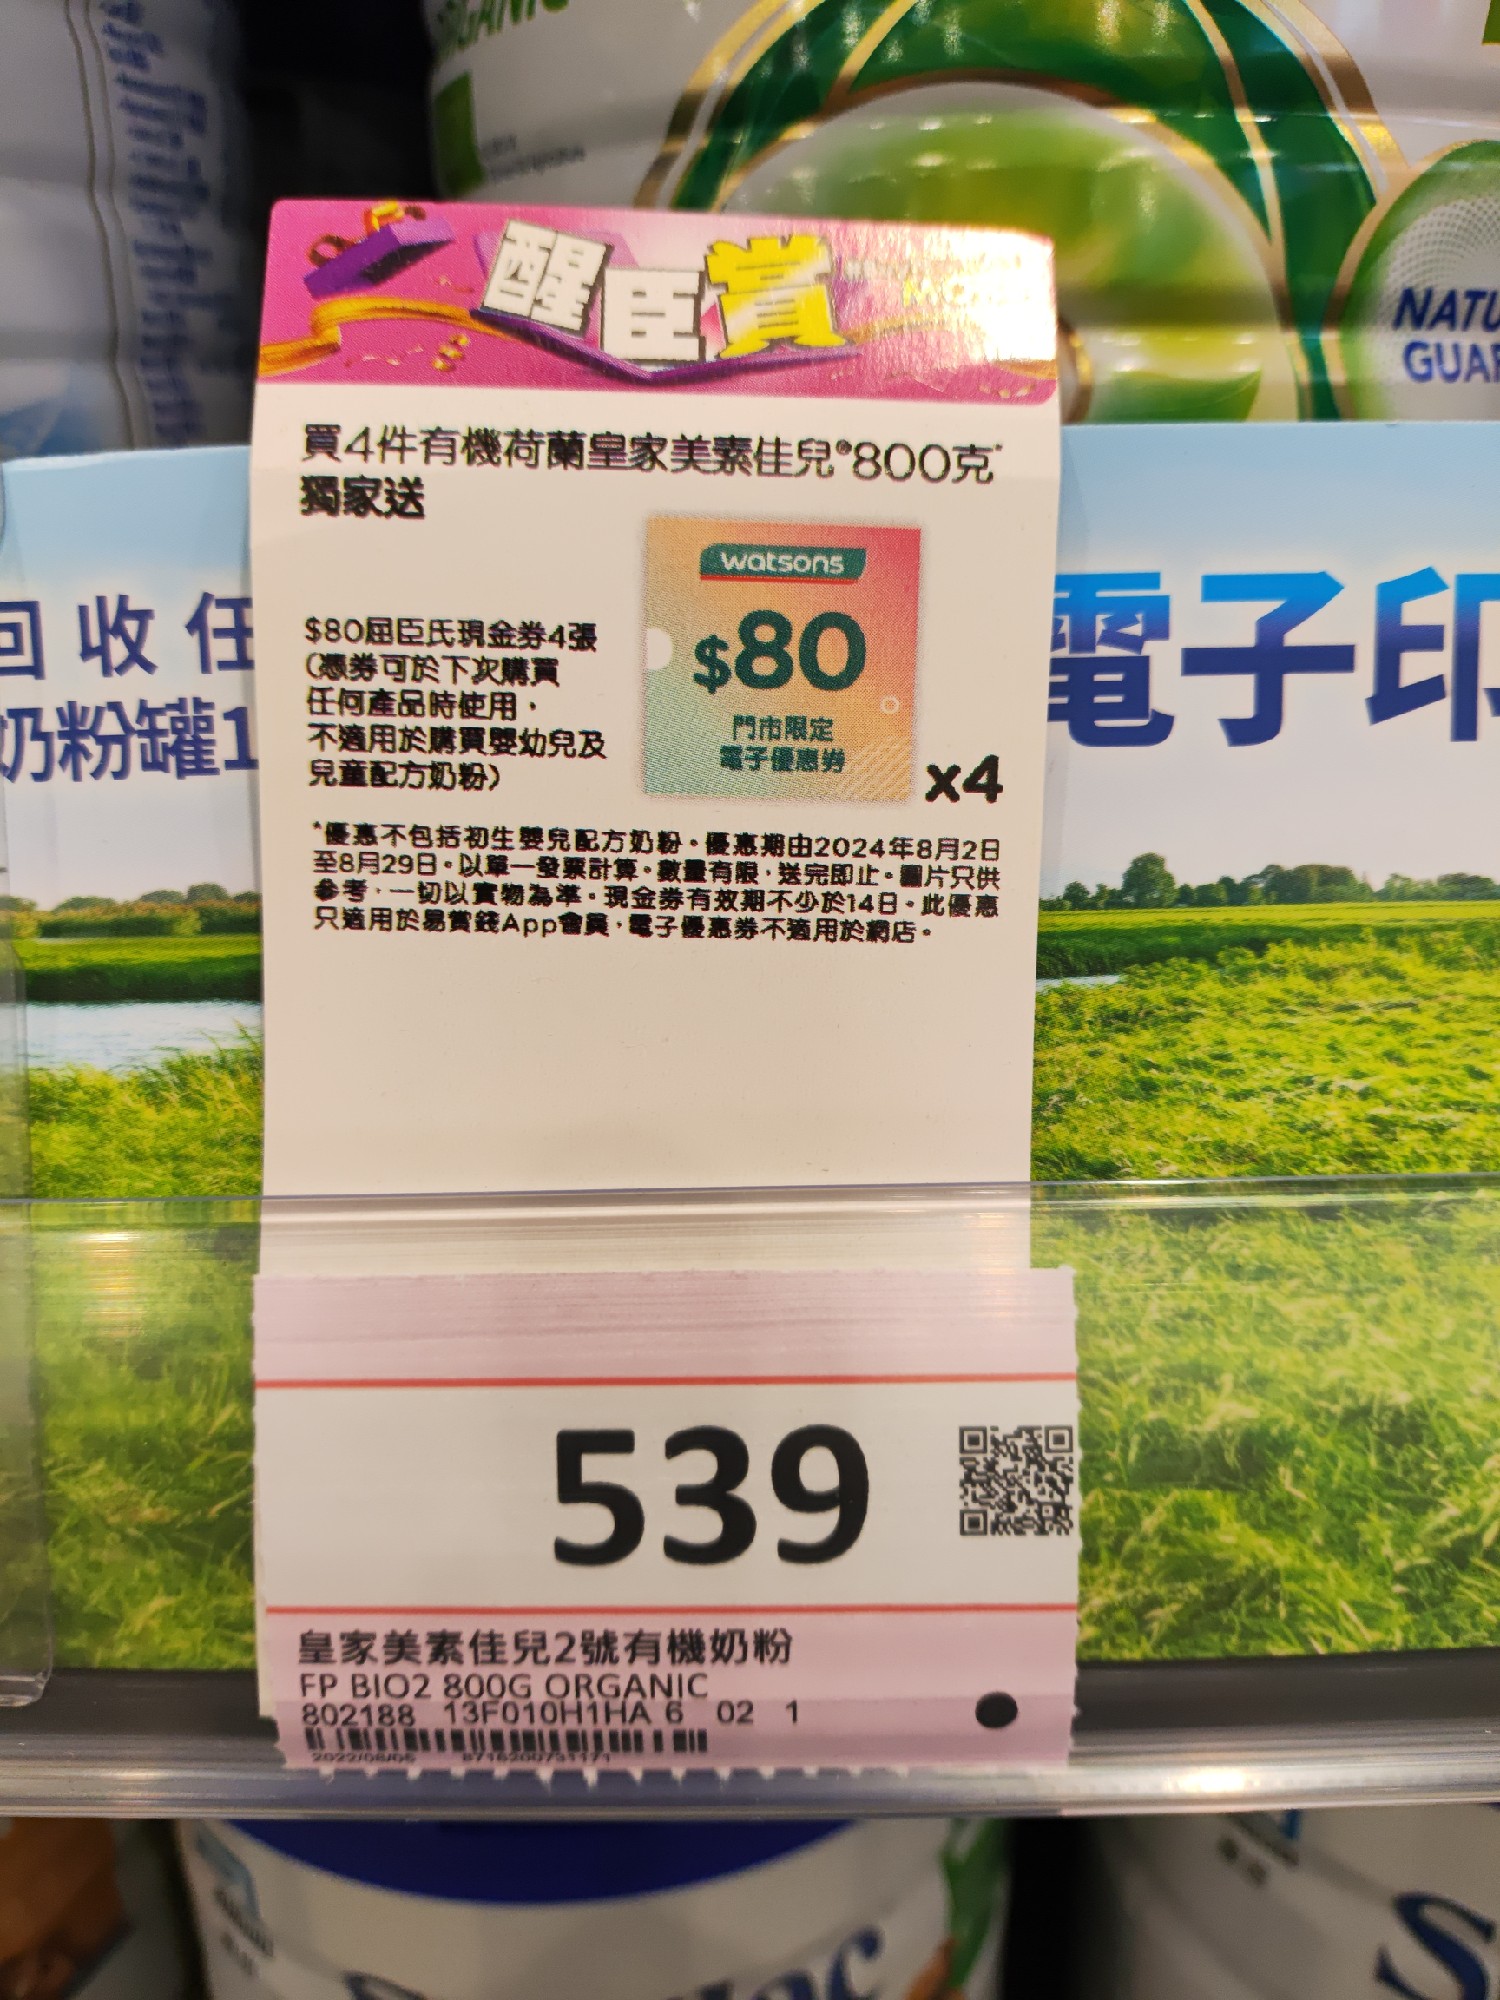 NATU
GUAR
醒臣賞
買4件有機荷蘭皇家美素佳兒®800克*
獨家送
watsons
$80
門市限定
電子優惠券
x4
$80屈臣氏現金券4張
(憑券可於下次購買
任何產品時使用，
不適用於購買嬰幼兒及
兒童配方奶粉)
*優惠不包括初生嬰兒配方奶粉。優惠期由2024年8月2日
至8月29日。以單一發票計算。數量有限，送完即止。圖片只供
參考，一切以實物為準。現金券有效期不少於14日。此優惠
只適用於易賞錢App會員，電子優惠券不適用於網店。
回收任
奶粉罐1
電子印
539
皇家美素佳兒2號有機奶粉
FP BIO2 800G ORGANIC
802188 13F010H1HA 6 02 1
2022/08/06 8716200731171